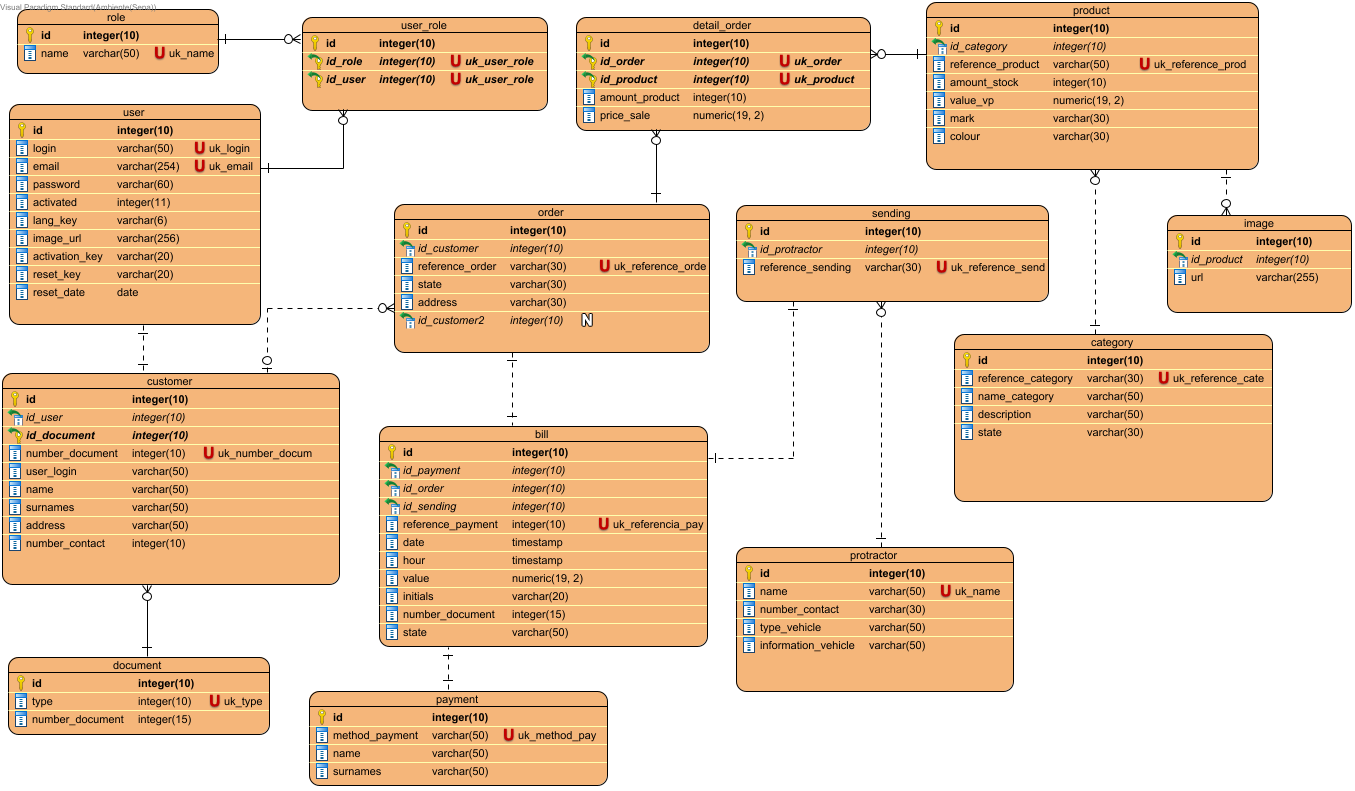 Visual Paradigm Standard(Ambiente(Sena))
role
id integer(10)
name varchar(50) U uk_name
user_role
id integer(10)
id_role integer(10) U uk_user_role
id_user integer(10) U uk_user_role
detail_order
id integer(10)
id_order integer(10) U uk_order
id_product integer(10) U uk_product
amount_product integer(10)
price_sale numeric(19, 2)
product
id integer(10)
id_category integer(10)
reference_product varchar(50) U uk_reference_prod
amount_stock integer(10)
value_vp numeric(19, 2)
mark varchar(30)
colour varchar(30)
user
id integer(10)
login varchar(50) U uk_login
email varchar(254) U uk_email
password varchar(60)
activated integer(11)
lang_key varchar(6)
image_url varchar(256)
activation_key varchar(20)
reset_key varchar(20)
reset_date date
order
id integer(10)
id_customer integer(10)
reference_order varchar(30) U uk_reference_orde
state varchar(30)
address varchar(30)
id_customer2 integer(10) N
sending
id integer(10)
id_protractor integer(10)
reference_sending varchar(30) U uk_reference_send
image
id integer(10)
id_product integer(10)
url varchar(255)
category
id integer(10)
reference_category varchar(30) U uk_reference_cate
name_category varchar(50)
description varchar(50)
state varchar(30)
customer
id integer(10)
id_user integer(10)
id_document integer(10)
number_document integer(10) U uk_number_docum
user_login varchar(50)
name varchar(50)
surnames varchar(50)
address varchar(50)
number_contact integer(10)
bill
id integer(10)
id_payment integer(10)
id_order integer(10)
id_sending integer(10)
reference_payment integer(10) U uk_referencia_pay
date timestamp
hour timestamp
value numeric(19, 2)
initials varchar(20)
number_document integer(15)
state varchar(50)
protractor
id integer(10)
name varchar(50) U uk_name
number_contact varchar(30)
type_vehicle varchar(50)
information_vehicle varchar(50)
document
id integer(10)
type integer(10) U uk_type
number_document integer(15)
payment
id integer(10)
method_payment varchar(50) U uk_method_pay
name varchar(50)
surnames varchar(50)